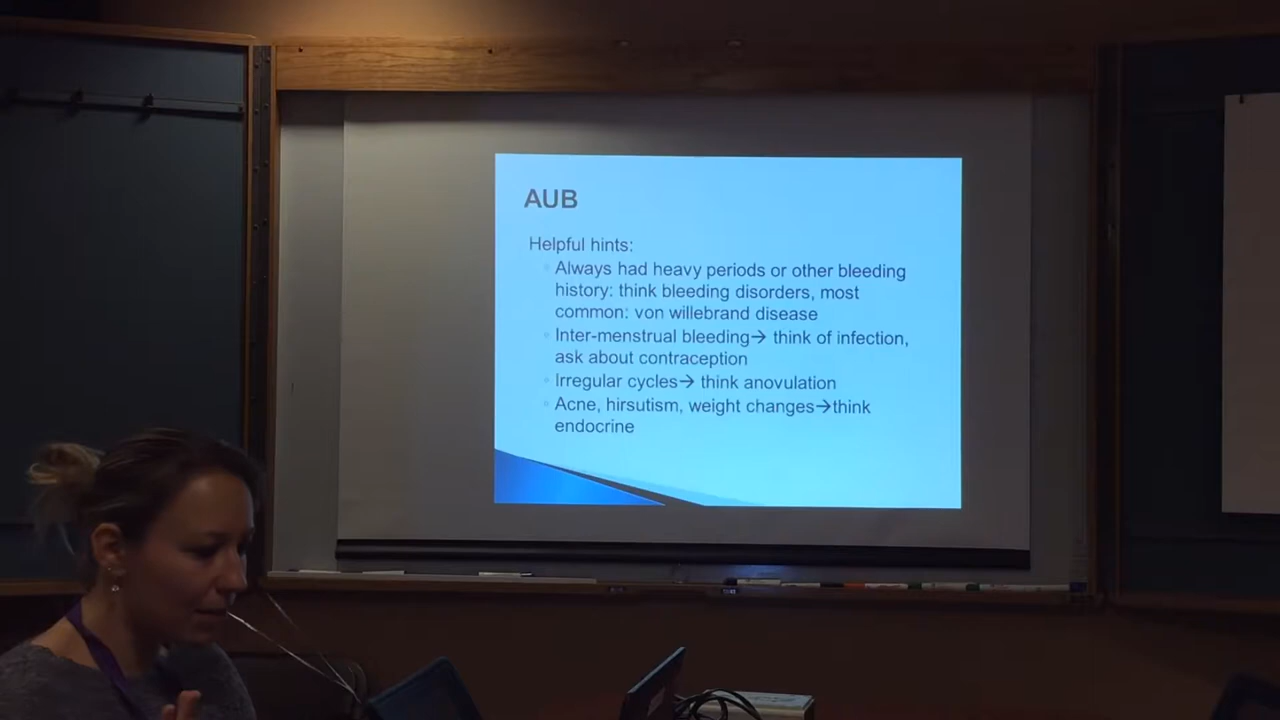 AUB
Helpful hints:
Always had heavy periods or other bleeding
history: think bleeding disorders, most
common: von willebrand disease
Inter-menstrual bleeding→ think of infection,
ask about contraception
Irregular cycles→ think anovulation
Acne, hirsutism, weight changes→think
endocrine